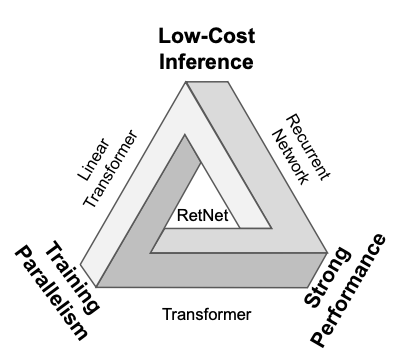 Low-Cost
Inference
Linear
Transformer
Recurrent
Network
RetNet
Training
Parallelism
Strong
Performance
Transformer